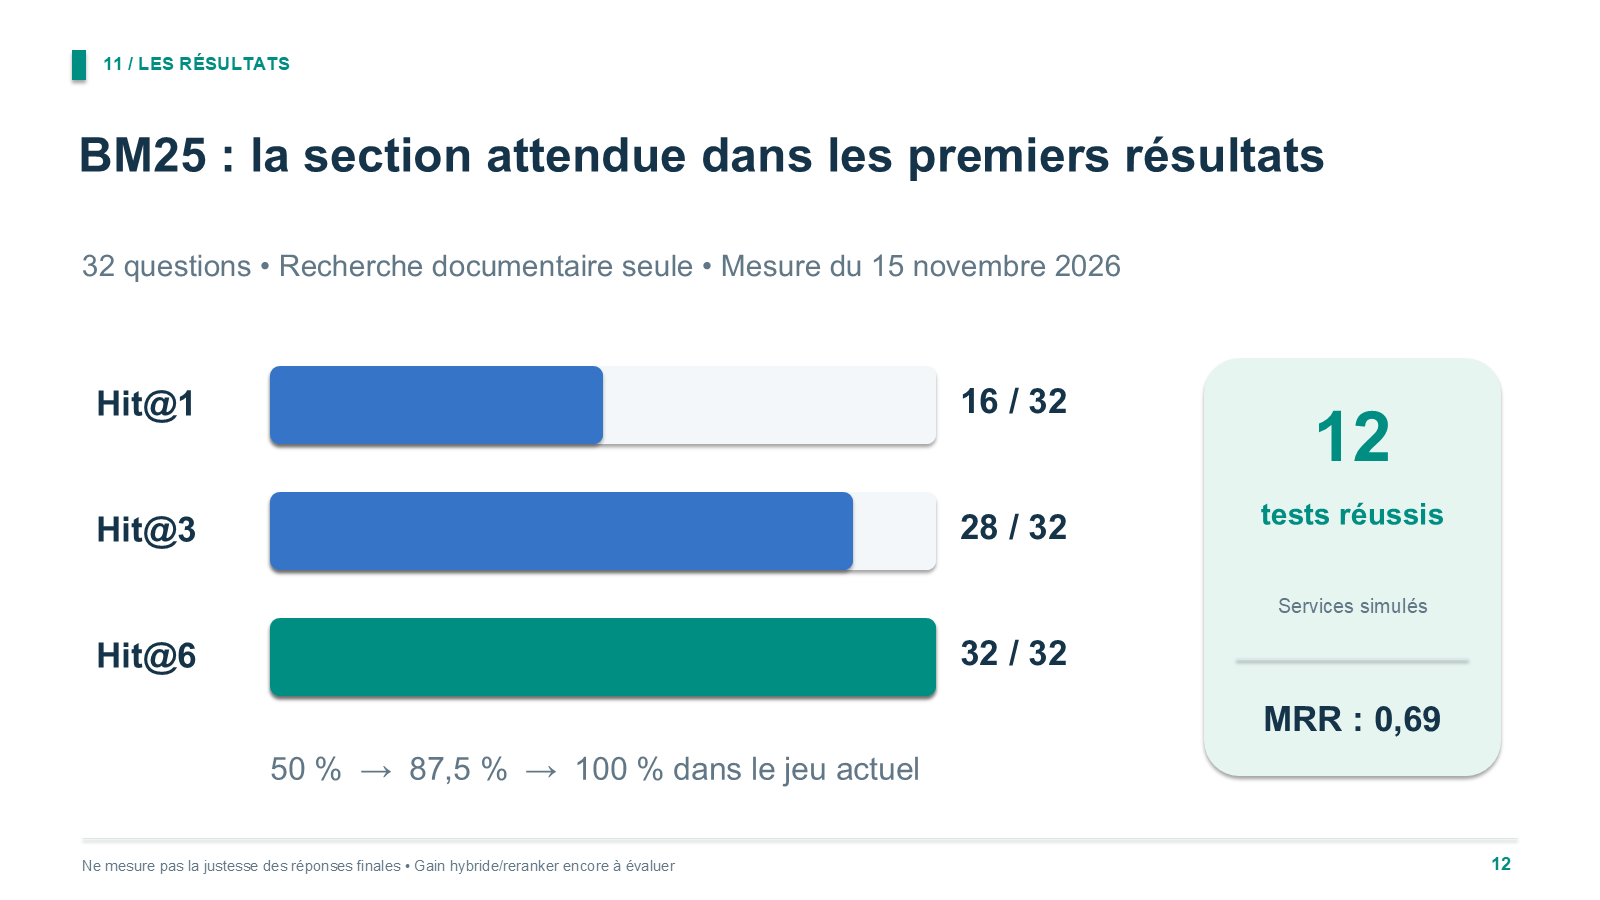 11 / LES RÉSULTATS
BM25 : la section attendue dans les premiers résultats
32 questions • Recherche documentaire seule • Mesure du 15 novembre 2026
Hit@1
16 / 32
Hit@3
28 / 32
Hit@6
32 / 32
50 % → 87,5 % → 100 % dans le jeu actuel
12
tests réussis
Services simulés
MRR : 0,69
Ne mesure pas la justesse des réponses finales • Gain hybride/reranker encore à évaluer
12